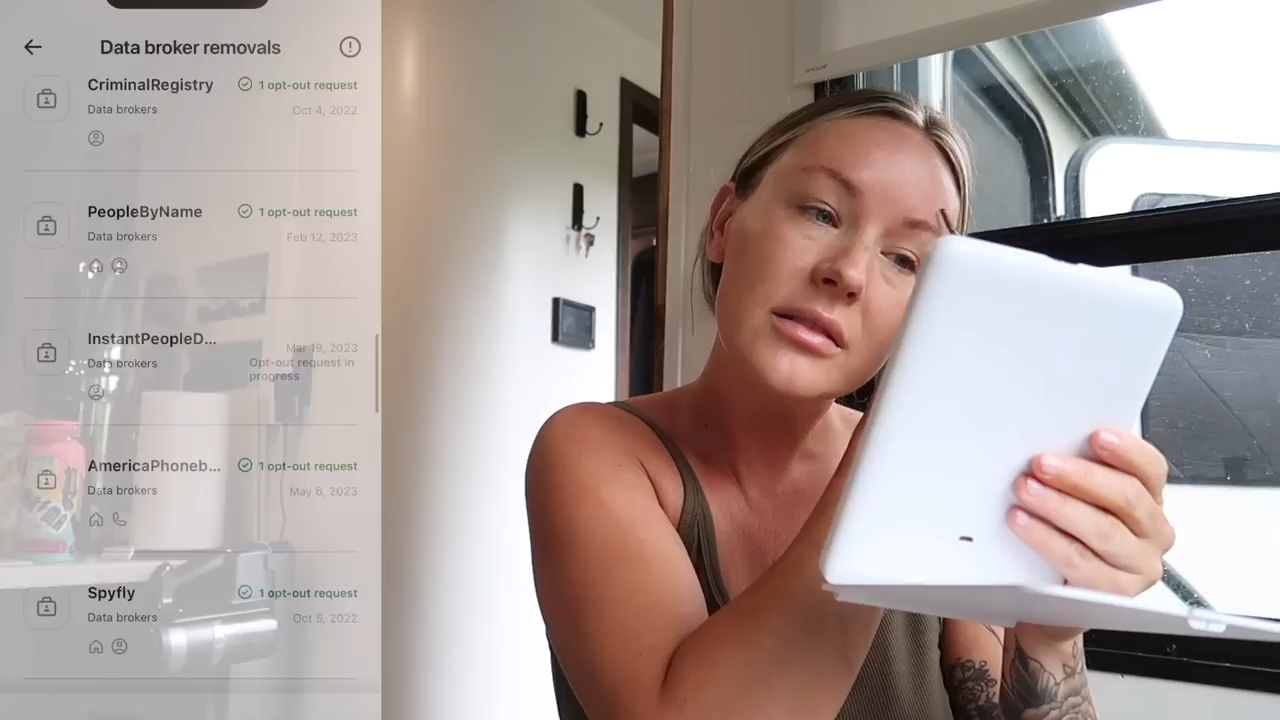 Data broker removals
CriminalRegistry
1 opt-out request
Data brokers
Oct 4, 2022
PeopleByName
1 opt-out request
Data brokers
Feb 12, 2023
InstantPeopleD...
Mar 19, 2023
Data brokers
Opt-out request in
progress
AmericaPhoneb...
1 opt-out request
Data brokers
May 6, 2023
Spyfly
1 opt-out request
Data brokers
Oct 5, 2022